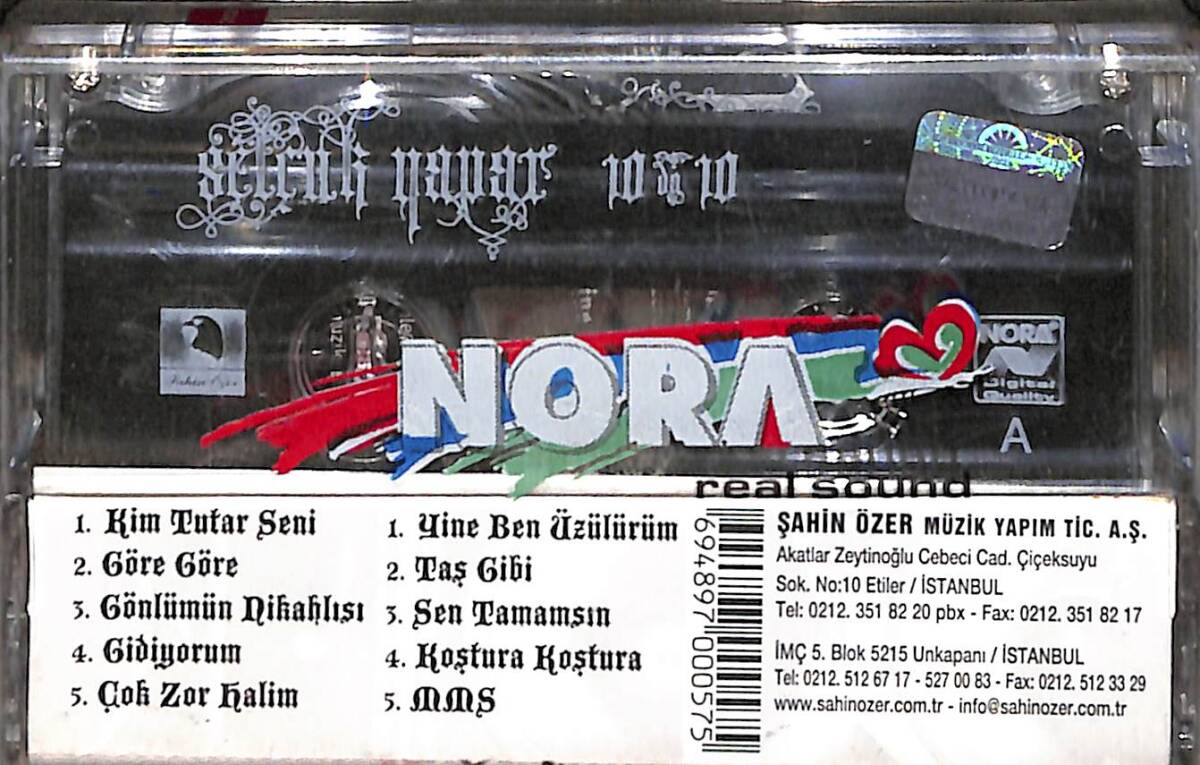 Selçuk Yapar 10 da 10
NORA
real sound
NORA
Digital
Quality
A
1. Kim Tutar Seni
2. Göre Göre
3. Gönlümün Nikahlısı
4. Gidiyorum
5. Çok Zor Halim
1. Yine Ben Üzülürüm
2. Taş Gibi
3. Sen Tamamsın
4. Koştura Koştura
5. MMS
694897000575
ŞAHİN ÖZER MÜZİK YAPIM TİC. A.Ş.
Akatlar Zeytinoğlu Cebeci Cad. Çiçeksuyu
Sok. No:10 Etiler / İSTANBUL
Tel: 0212. 351 82 20 pbx - Fax: 0212. 351 82 17
İMÇ 5. Blok 5215 Unkapanı / İSTANBUL
Tel: 0212. 512 67 17 - 527 00 83 - Fax: 0212. 512 33 29
www.sahinozer.com.tr - info@sahinozer.com.tr